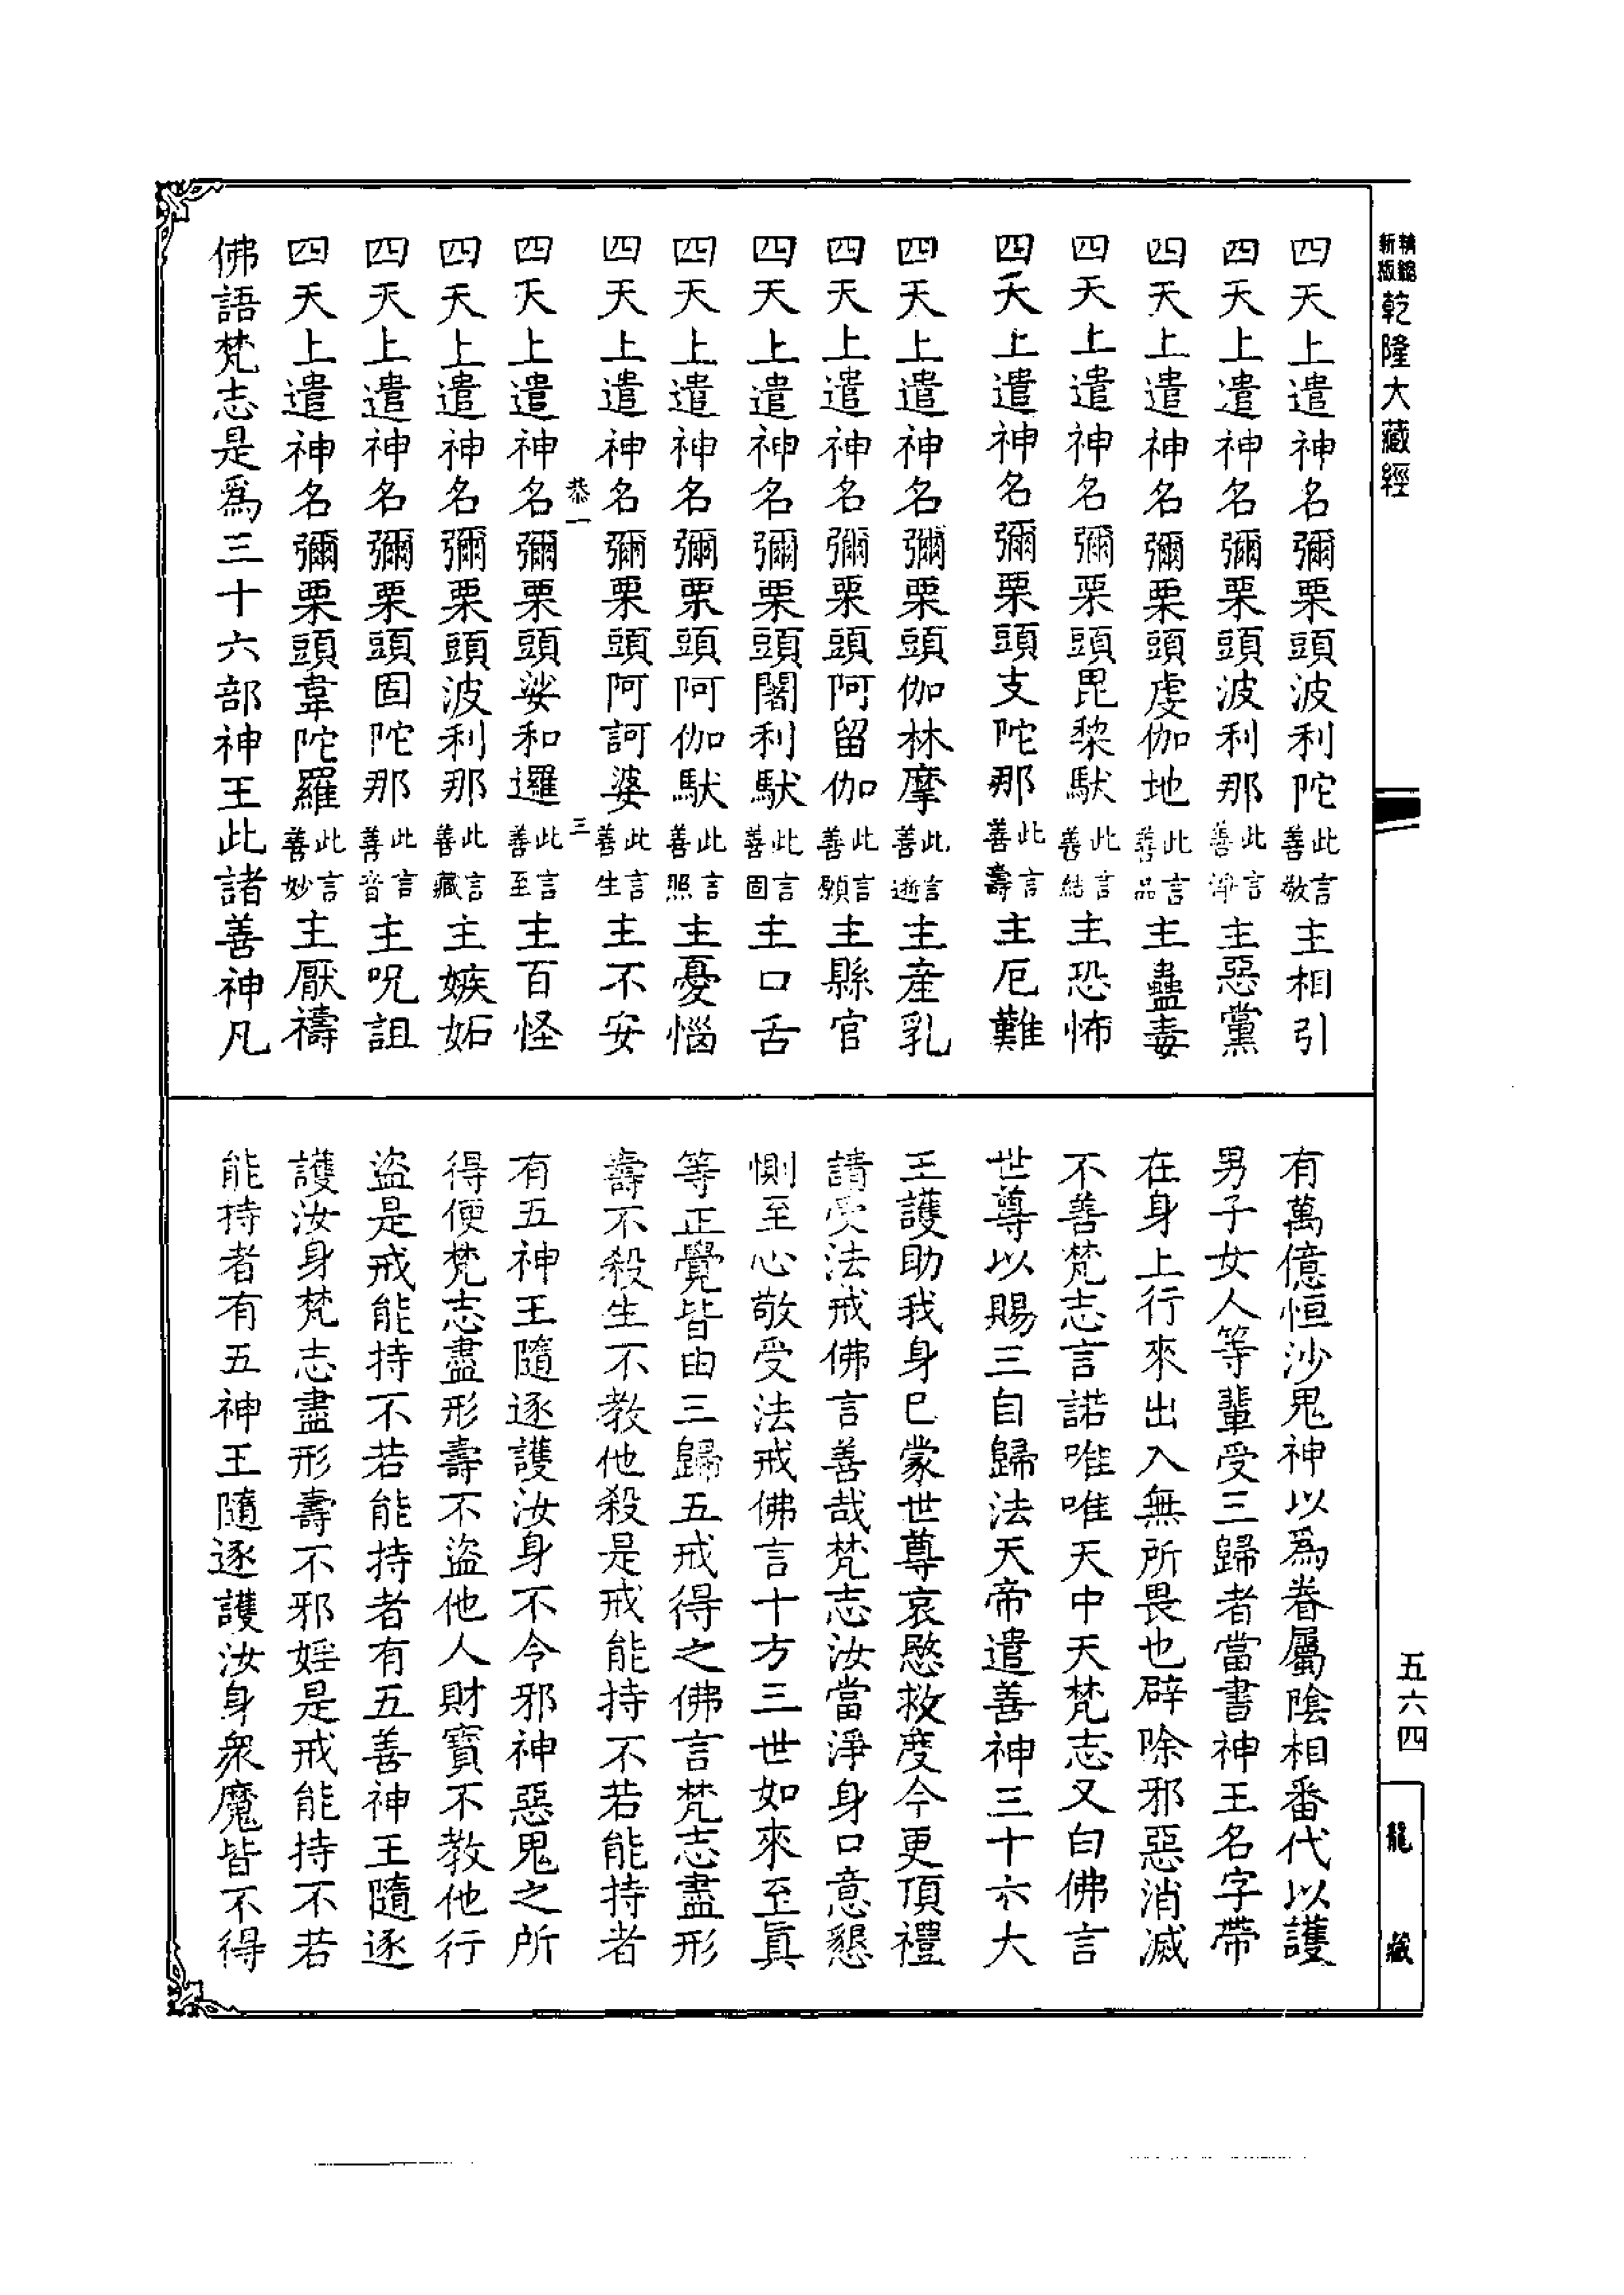 新版
精縮
乾隆大藏經
四天上遣神名彌栗頭波利陀此言善敬主相引
四天上遣神名彌栗頭波利那此言善淨主惡黨
四天上遣神名彌栗頭虔伽地此言善品主蠱毒
四天上遣神名彌栗頭毘棃馱此言善結主恐怖
四天上遣神名彌栗頭支陀那此言善壽主厄難
四天上遣神名彌栗頭伽林摩此言善逝主產乳
四天上遣神名彌栗頭阿留伽此言善願主縣官
四天上遣神名彌栗頭闍利馱此言善固主口舌
四天上遣神名彌栗頭阿伽馱此言善照主憂惱
四天上遣神名彌栗頭阿訶婆此言善生主不安
恭一 三
四天上遣神名彌栗頭娑和邏此言善至主百怪
四天上遣神名彌栗頭波利那此言善藏主嫉妬
四天上遣神名彌栗頭固陀那此言善音主呪詛
四天上遣神名彌栗頭韋陀羅此言善妙主厭禱
佛語梵志是爲三十六部神王此諸善神凡
有萬億恒沙鬼神以爲眷屬陰相番代以護
男子女人等輩受三歸者當書神王名字帶
在身上行來出入無所畏也辟除邪惡消滅
不善梵志言諾唯唯天中天梵志又白佛言
世尊以賜三自歸法天帝遣善神三十六大
王護助我身已蒙世尊哀愍救度今更頂禮
請受法戒佛言善哉梵志汝當淨身口意懇
惻至心敬受法戒佛言十方三世如來至眞
等正覺皆由三歸五戒得之佛言梵志盡形
壽不殺生不教他殺是戒能持不若能持者
有五神王隨逐護汝身不令邪神惡鬼之所
得便梵志盡形壽不盜他人財寶不教他行
盜是戒能持不若能持者有五善神王隨逐
護汝身梵志盡形壽不邪婬是戒能持不若
能持者有五神王隨逐護汝身衆魔皆不得
五六四
龍藏